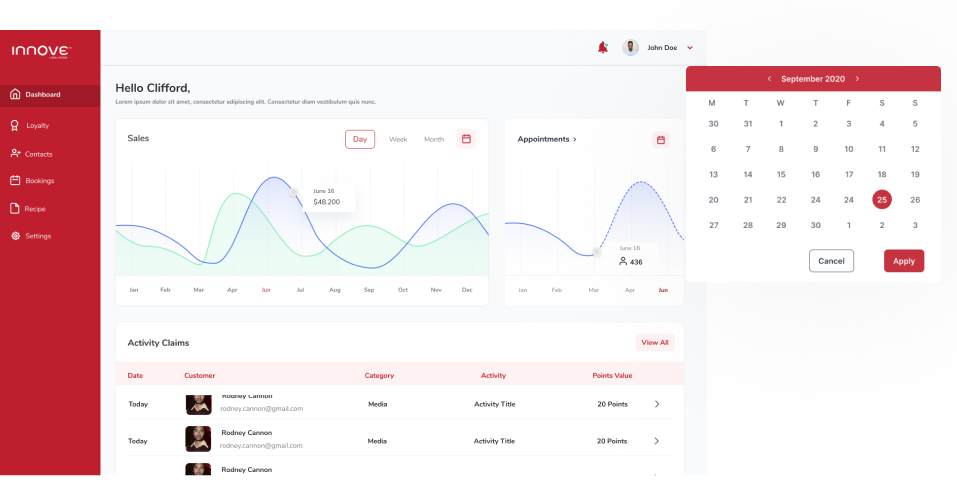 INNOVE
John Doe
Dashboard
Loyalty
Contacts
Bookings
Recipe
Settings
Hello Clifford,
Lorem ipsum dolor sit amet, consectetur adipiscing elit. Consectetur diam vestibulum quis nunc.
Sales
Day Week Month
June 16
$48.200
Jan Feb Mar Apr Jun Jul Aug Sep Oct Nov Dec
Appointments >
June 16
436
Jan Feb Mar Apr Jun
< September 2020 >
M T W T F S S
30 31 1 2 3 4 5
6 7 8 9 10 11 12
13 14 15 16 17 18 19
20 21 22 24 24 25 26
27 28 29 30 1 2 3
Cancel Apply
Activity Claims View All
Date Customer Category Activity Points Value
Today Rodney Cannon Media Activity Title 20 Points
rodney.cannon@gmail.com
Today Rodney Cannon Media Activity Title 20 Points
rodney.cannon@gmail.com
Rodney Cannon